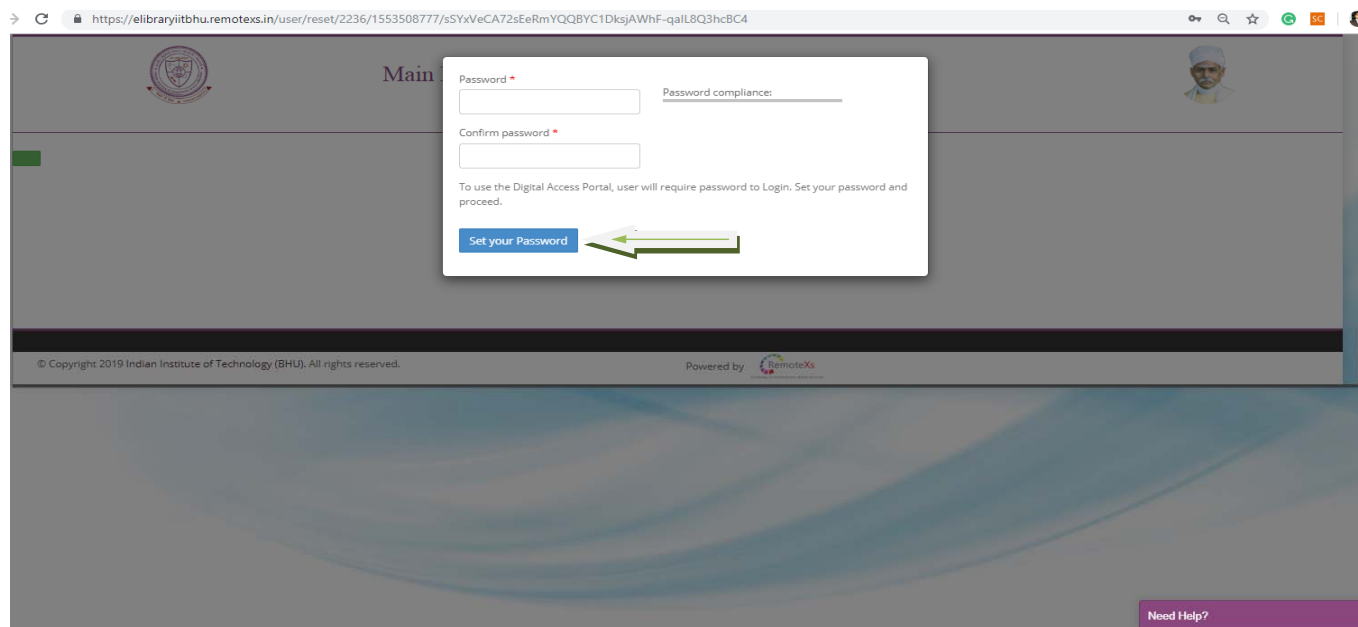 https://elibraryiitbhu.remotexs.in/user/reset/2236/1553508777/sSYxVeCA72sEeRmYQQBYC1DksjAWhF-qaIL8Q3hcBC4
SC
Main
Password *
Password compliance:
Confirm password *
To use the Digital Access Portal, user will require password to Login. Set your password and
proceed.
Set your Password
© Copyright 2019 Indian Institute of Technology (BHU). All rights reserved.
Powered by RemoteXs
Need Help?